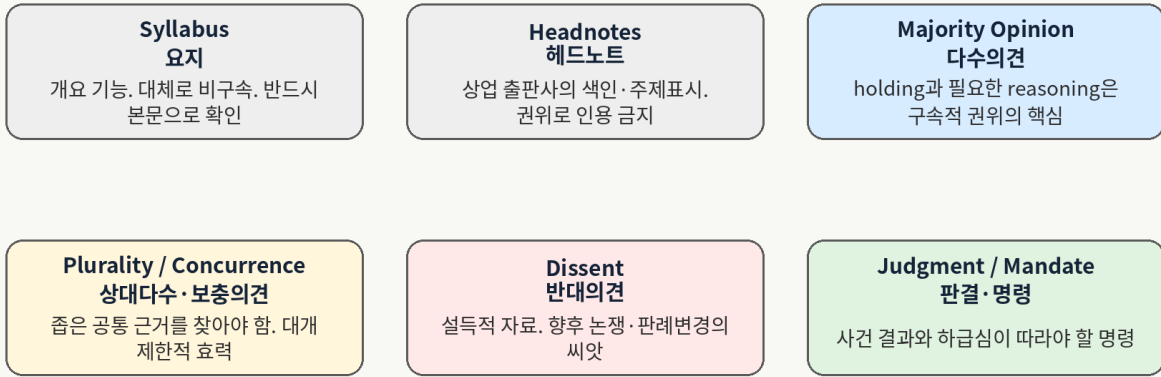 Syllabus
요지
개요 기능. 대체로 비구속. 반드시
본문으로 확인
Headnotes
헤드노트
상업 출판사의 색인·주제표시.
권위로 인용 금지
Majority Opinion
다수의견
holding과 필요한 reasoning은
구속적 권위의 핵심
Plurality / Concurrence
상대다수·보충의견
좁은 공통 근거를 찾아야 함. 대개
제한적 효력
Dissent
반대의견
설득적 자료. 향후 논쟁·판례변경의
씨앗
Judgment / Mandate
판결·명령
사건 결과와 하급심이 따라야 할 명령